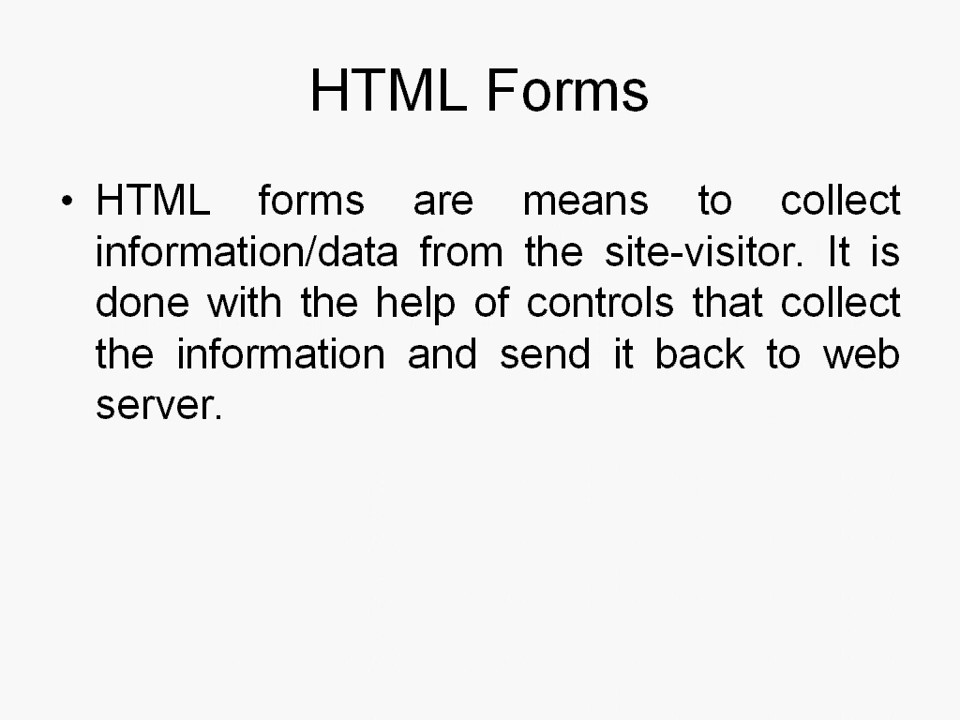 HTML Forms
• HTML forms are means to collect
information/data from the site-visitor. It is
done with the help of controls that collect
the information and send it back to web
server.